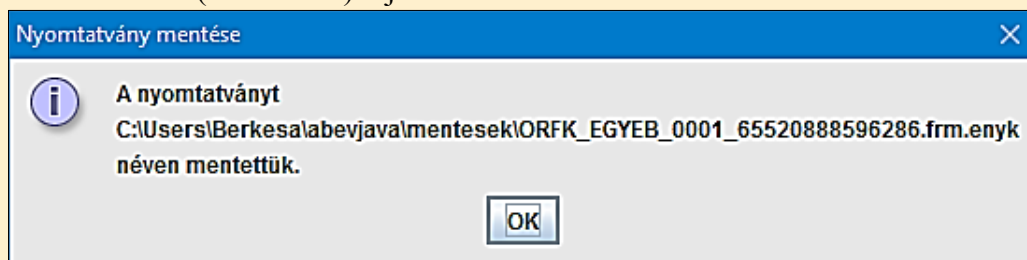 Nyomtatvány mentése
A nyomtatványt
C:\Users\Berkesa\abevjava\mentesek\ORFK_EGYEB_0001_65520888596286.frm.enyk
néven mentettük.
OK